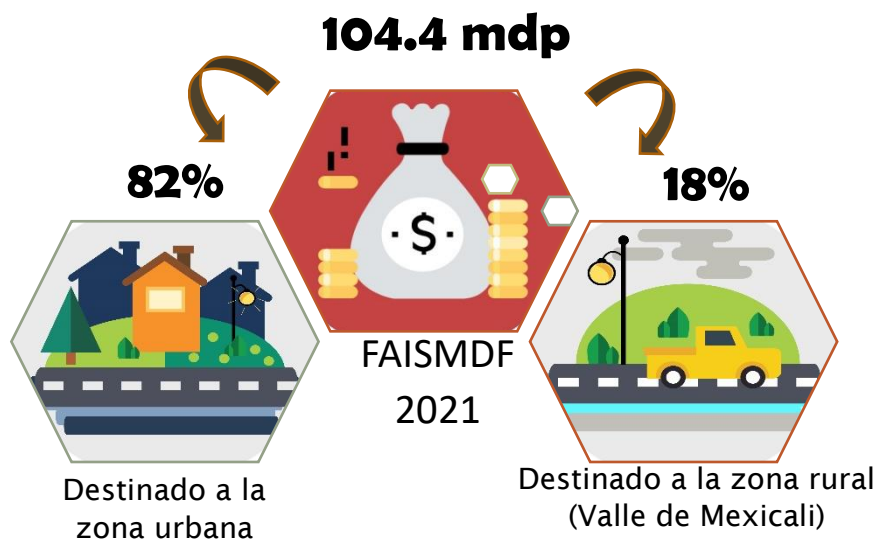 104.4 mdp
82%
18%
$
FAISMDF
2021
Destinado a la
zona urbana
Destinado a la zona rural
(Valle de Mexicali)